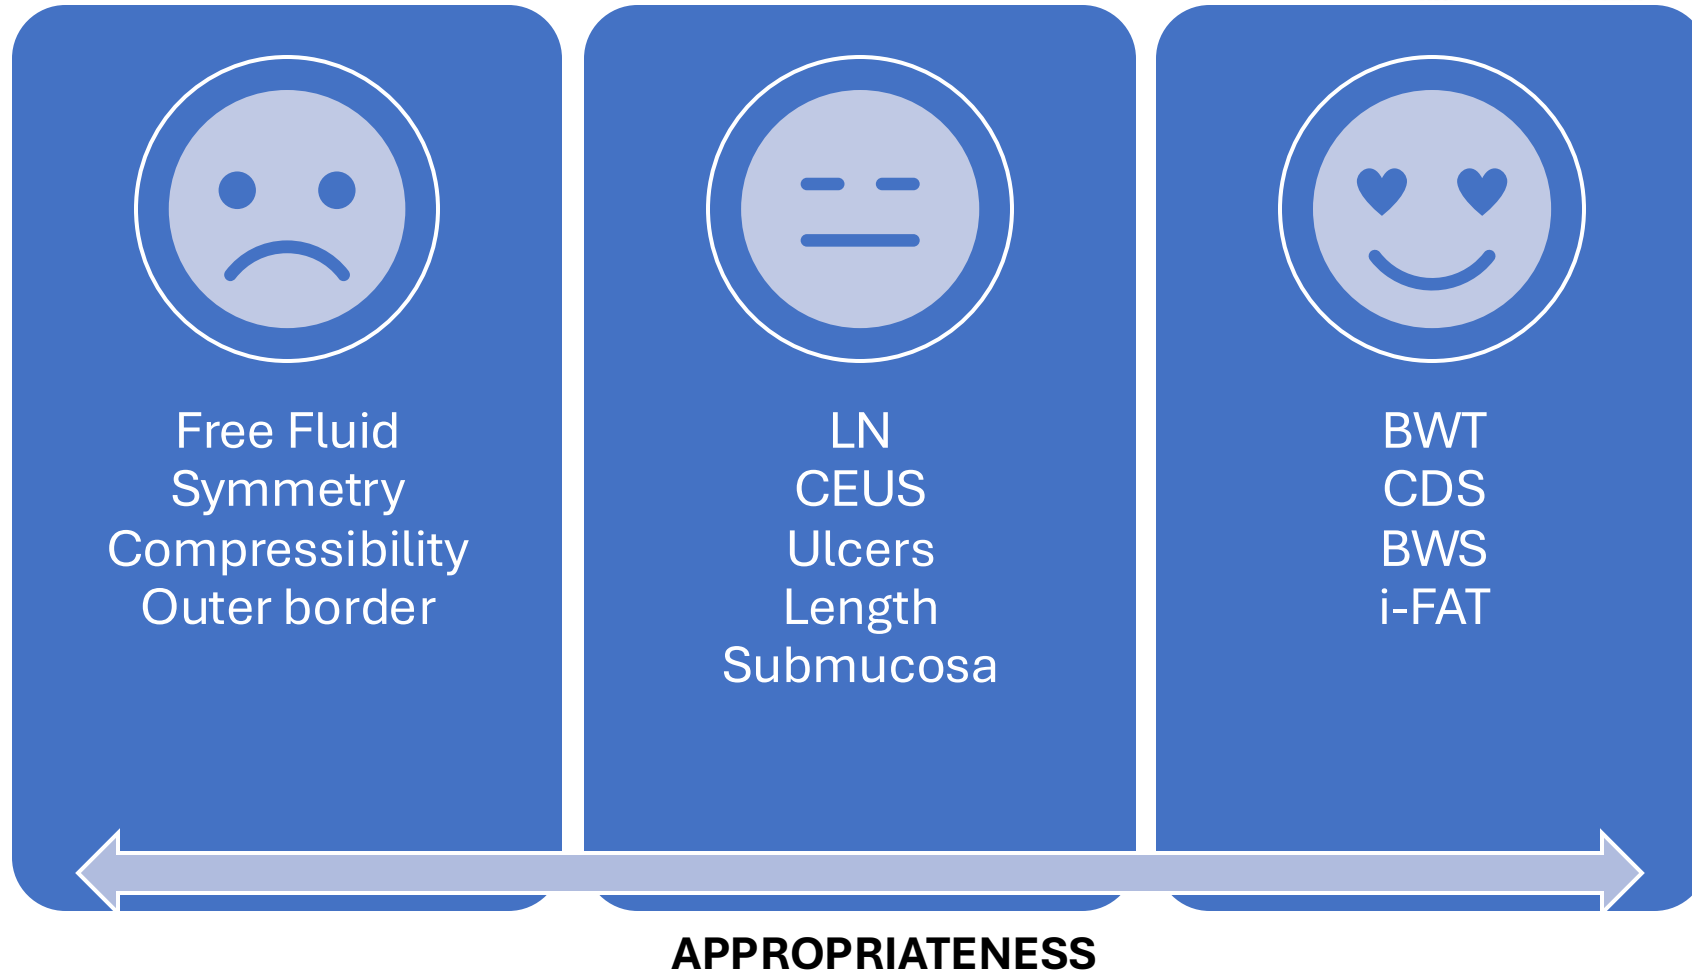 Free Fluid
Symmetry
Compressibility
Outer border
LN
CEUS
Ulcers
Length
Submucosa
BWT
CDS
BWS
i-FAT
APPROPRIATENESS